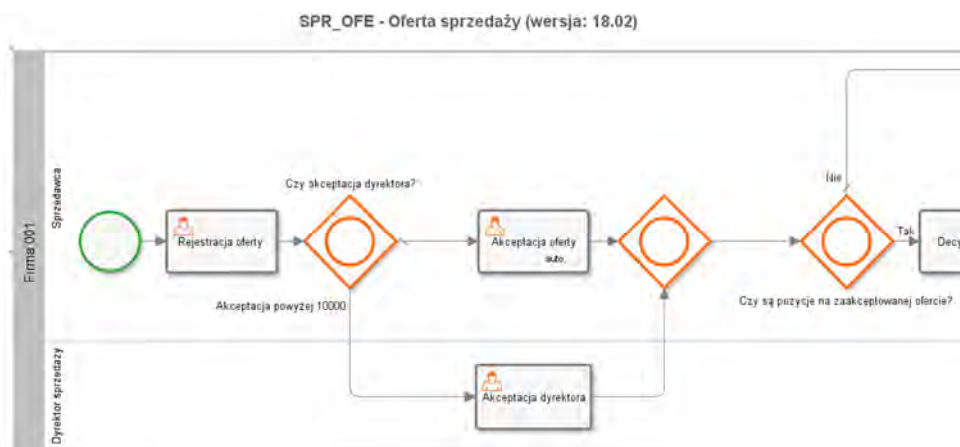 SPR_OFE - Oferta sprzedaży (wersja: 18.02)
Firma 001
Sprzedawca
Rejestracja oferty
Czy akceptacja dyrektora?
Akceptacja powyżej 10000
Akceptacja oferty
auto.
Nie
Tak
Decy
Czy są pozycje na zaakceptowanej ofercie?
Dyrektor sprzedaży
Akceptacja dyrektora